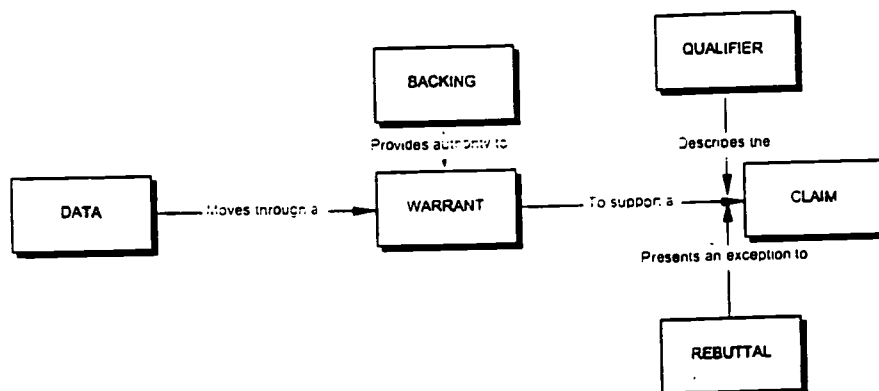 QUALIFIER
BACKING
Provides authority to
Describes the
DATA
Moves through a
WARRANT
To support a
CLAIM
Presents an exception to
REBUTTAL